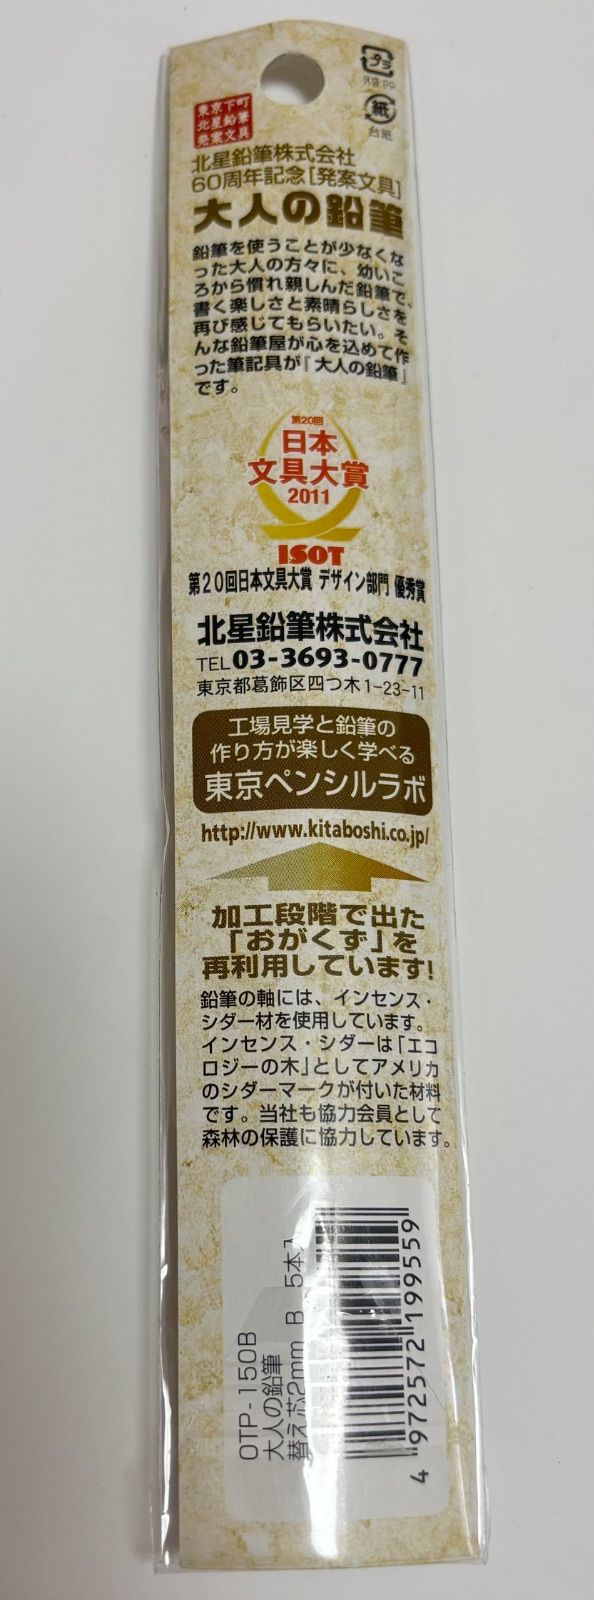 プラ
外袋:PP
紙
台紙
東京下町
北星鉛筆
発案文具
北星鉛筆株式会社
60周年記念[発案文具]
大人の鉛筆
鉛筆を使うことが少なくな
った大人の方々に、幼いこ
ろから慣れ親しんだ鉛筆で、
書く楽しさと素晴らしさを
再び感じてもらいたい。そ
んな鉛筆屋が心を込めて作
った筆記具が「大人の鉛筆」
です。
第20回
日本
文具大賞
2011
ISOT
第20回日本文具大賞 デザイン部門 優秀賞
北星鉛筆株式会社
TEL03-3693-0777
東京都葛飾区四つ木1-23-11
工場見学と鉛筆の
作り方が楽しく学べる
東京ペンシルラボ
http://www.kitaboshi.co.jp/
加工段階で出た
「おがくず」を
再利用しています!
鉛筆の軸には、インセンス・
シダー材を使用しています。
インセンス・シダーは「エコ
ロジーの木」としてアメリカ
のシダーマークが付いた材料
です。当社も協力会員として
森林の保護に協力しています。
OTP-150B
大人の鉛筆
替え芯2mm B 5本入
4 972572 199559